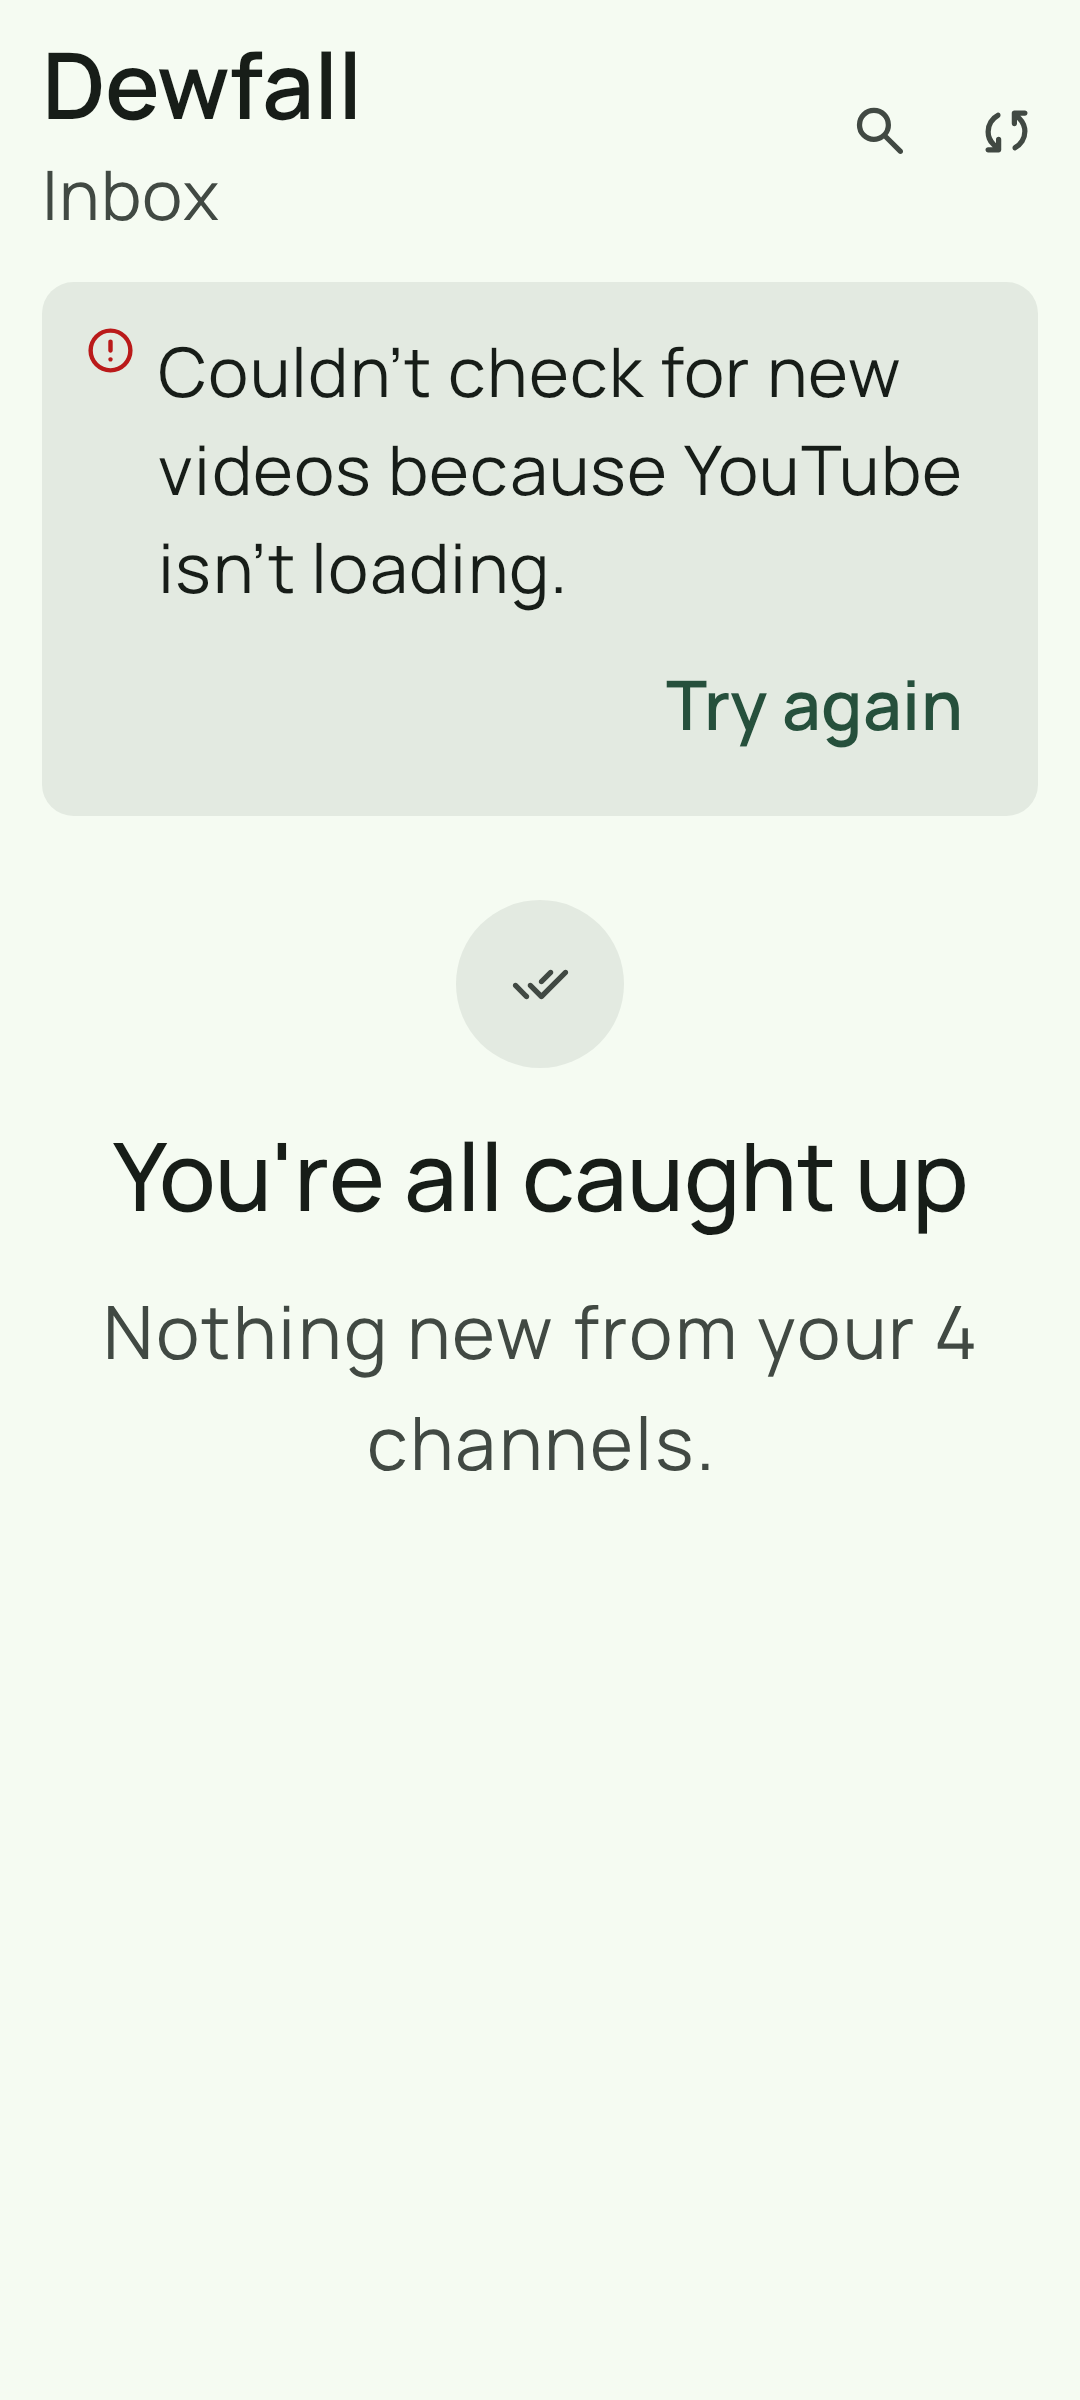 Dewfall
Inbox
Couldn’t check for new
videos because YouTube
isn’t loading.
Try again
You're all caught up
Nothing new from your 4
channels.